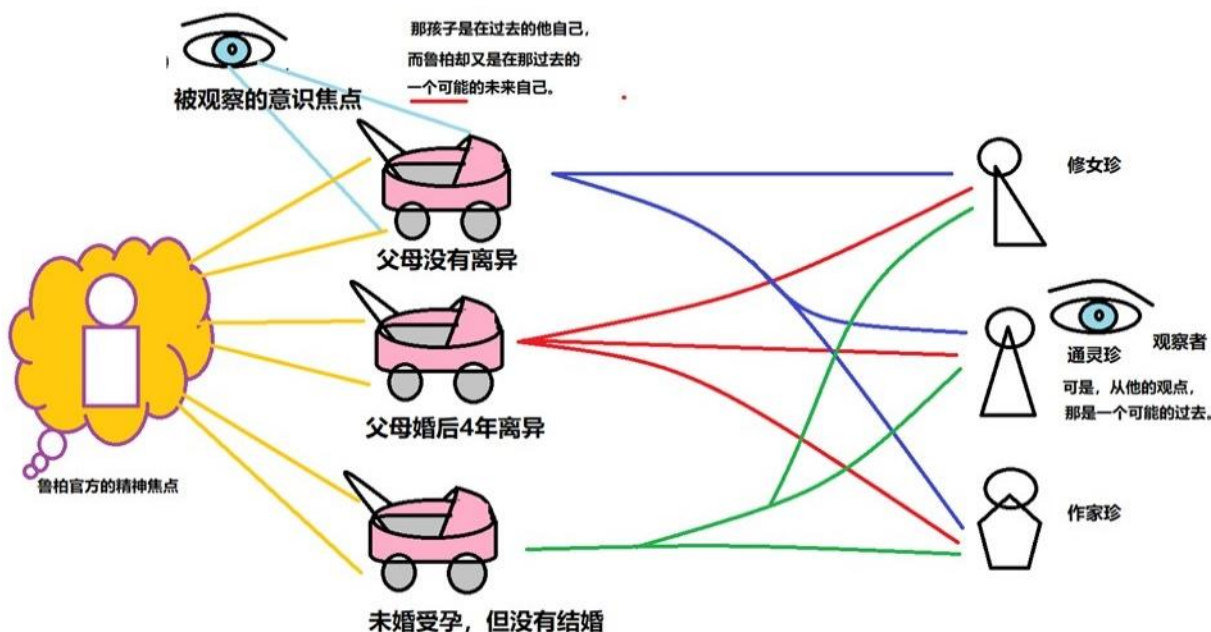 那孩子是在过去的他自己，
而鲁柏却又是在那过去的
一个可能的未来自己。
被观察的意识焦点
父母没有离异
父母婚后4年离异
未婚受孕，但没有结婚
鲁柏官方的精神焦点
修女珍
通灵珍
观察者
可是，从他的观点，
那是一个可能的过去。
作家珍